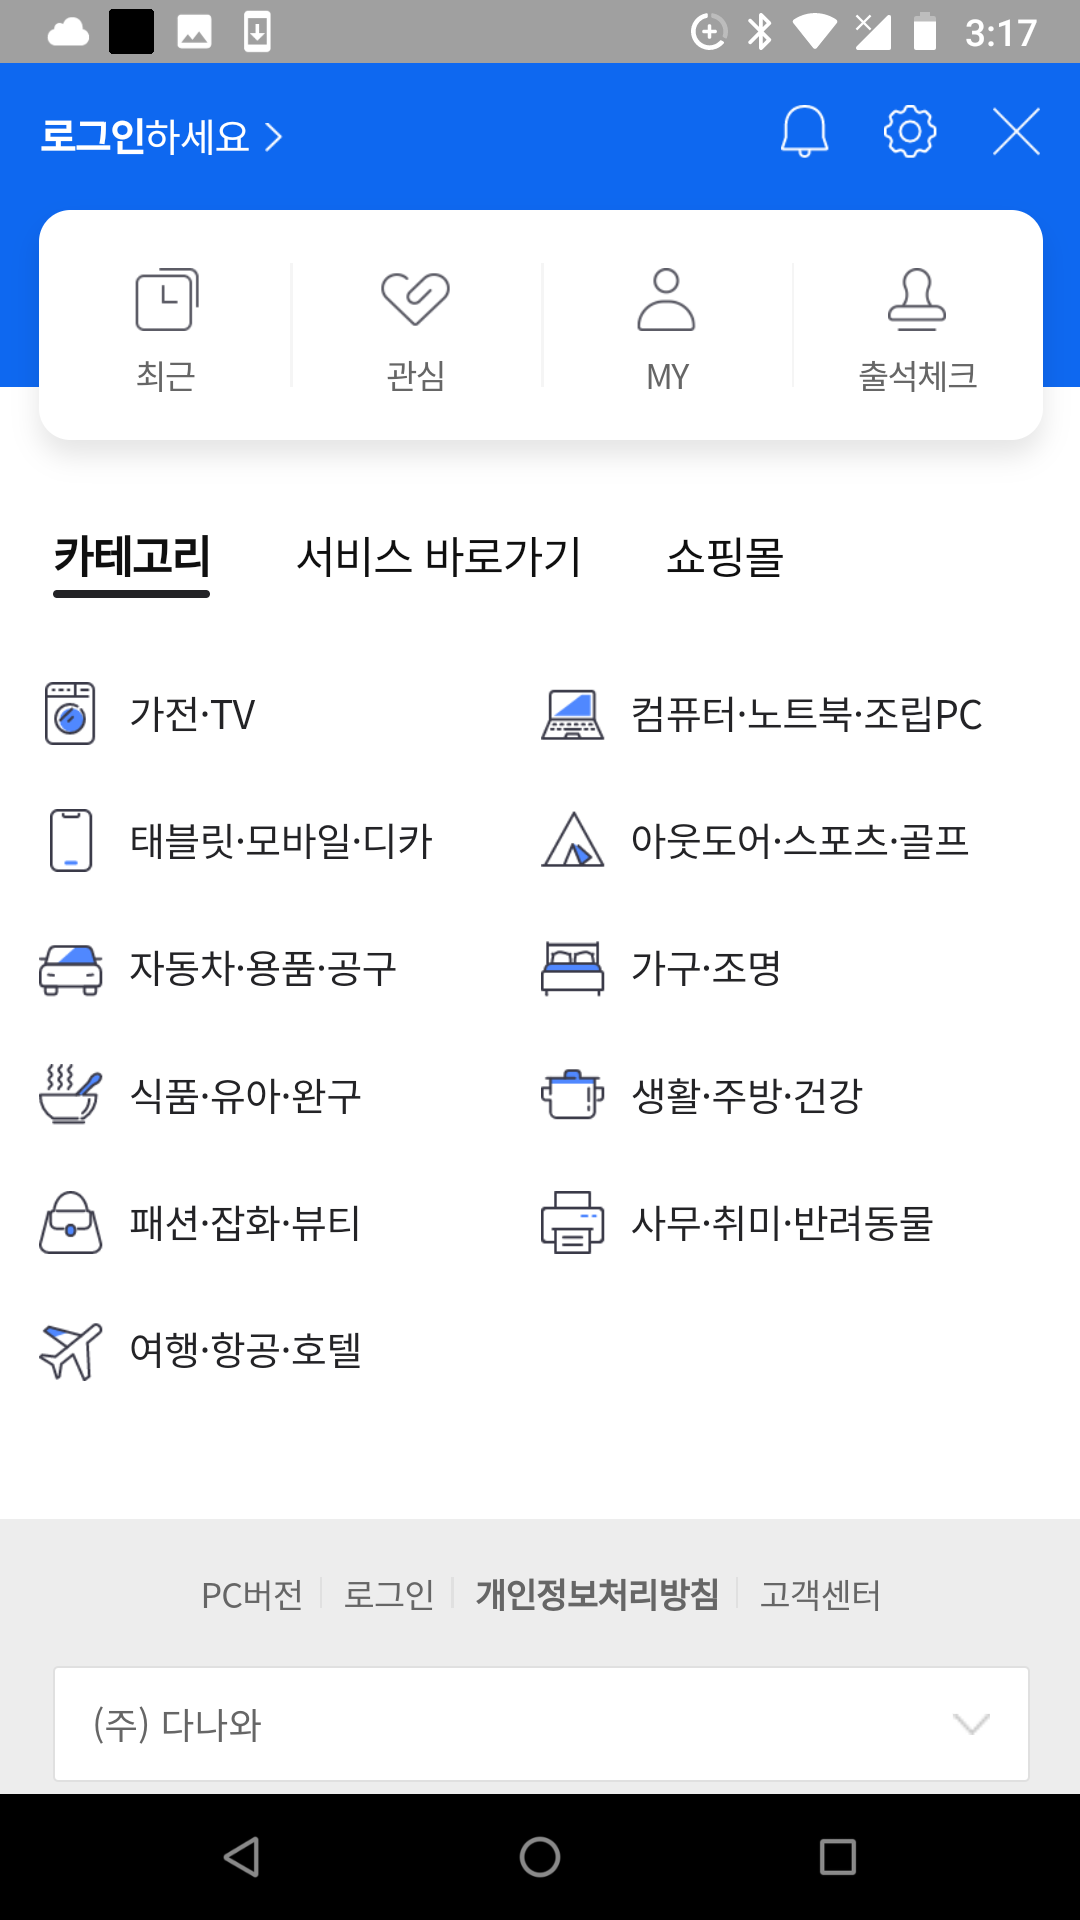 3:17
로그인하세요
최근
관심
MY
출석체크
카테고리
서비스 바로가기
쇼핑몰
가전·TV
컴퓨터·노트북·조립PC
태블릿·모바일·디카
아웃도어·스포츠·골프
자동차·용품·공구
가구·조명
식품·유아·완구
생활·주방·건강
패션·잡화·뷰티
사무·취미·반려동물
여행·항공·호텔
PC버전
로그인
개인정보처리방침
고객센터
(주) 다나와